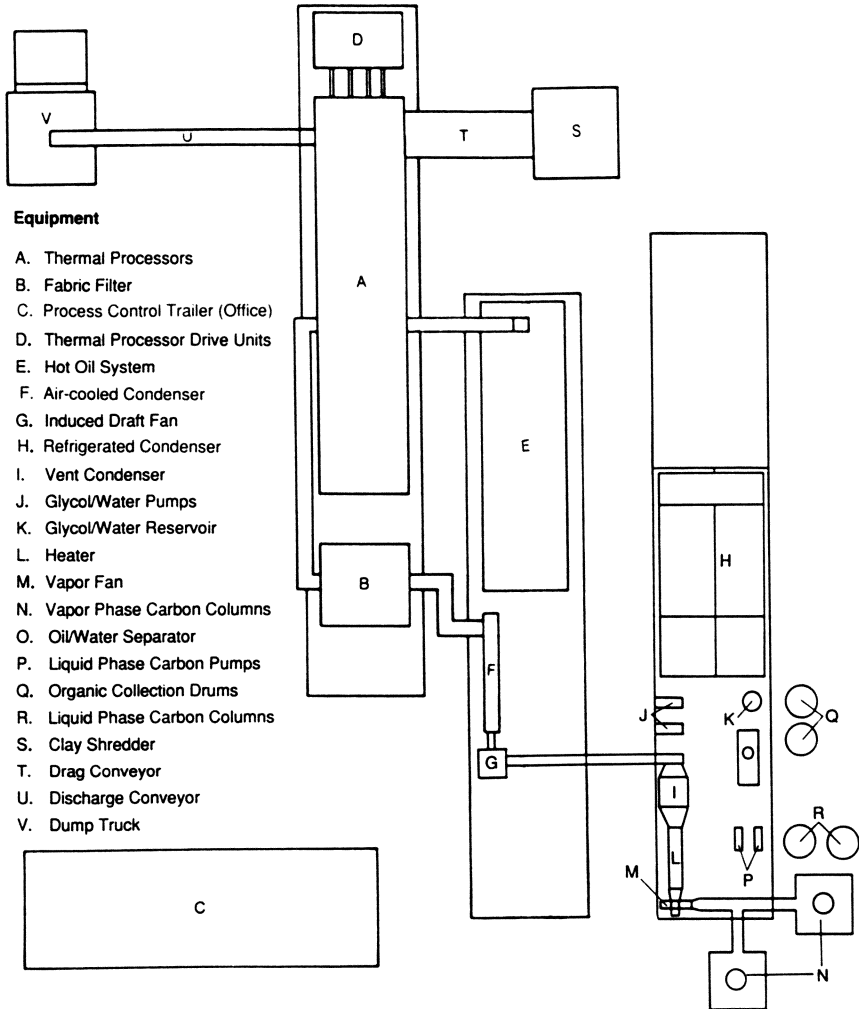 D
V
U
T
S
Equipment
A. Thermal Processors
B. Fabric Filter
C. Process Control Trailer (Office)
D. Thermal Processor Drive Units
E. Hot Oil System
F. Air-cooled Condenser
G. Induced Draft Fan
H. Refrigerated Condenser
I. Vent Condenser
J. Glycol/Water Pumps
K. Glycol/Water Reservoir
L. Heater
M. Vapor Fan
N. Vapor Phase Carbon Columns
O. Oil/Water Separator
P. Liquid Phase Carbon Pumps
Q. Organic Collection Drums
R. Liquid Phase Carbon Columns
S. Clay Shredder
T. Drag Conveyor
U. Discharge Conveyor
V. Dump Truck
A
E
H
B
F
J
K
Q
G
O
I
R
L
P
M
C
N